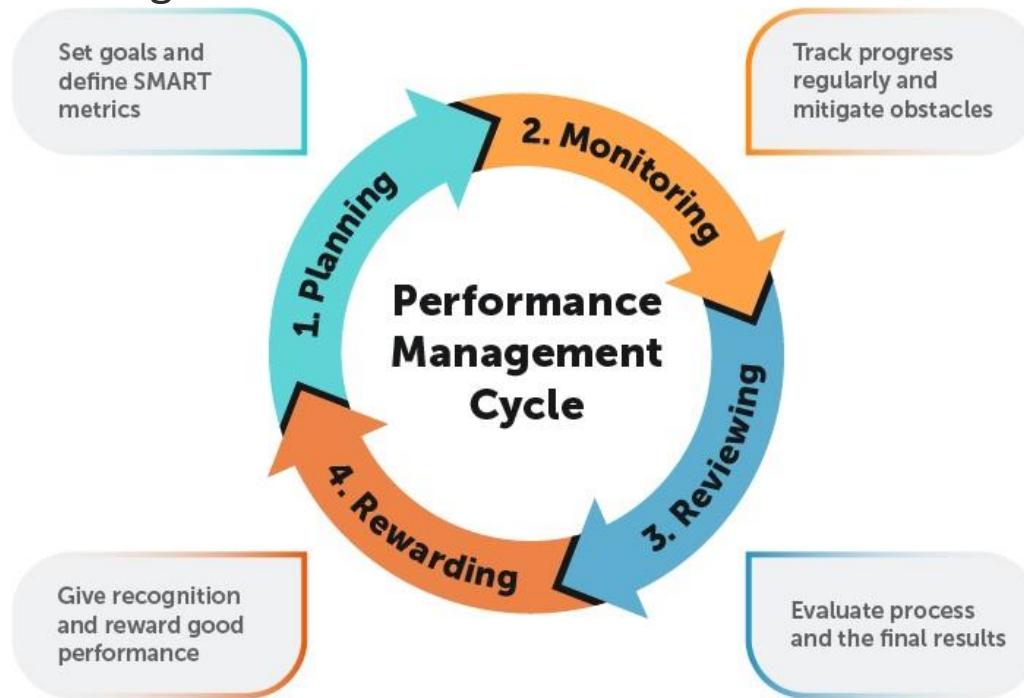 Set goals and
define SMART
metrics
Track progress
regularly and
mitigate obstacles
1. Planning
2. Monitoring
Performance
Management
Cycle
3. Reviewing
4. Rewarding
Give recognition
and reward good
performance
Evaluate process
and the final results